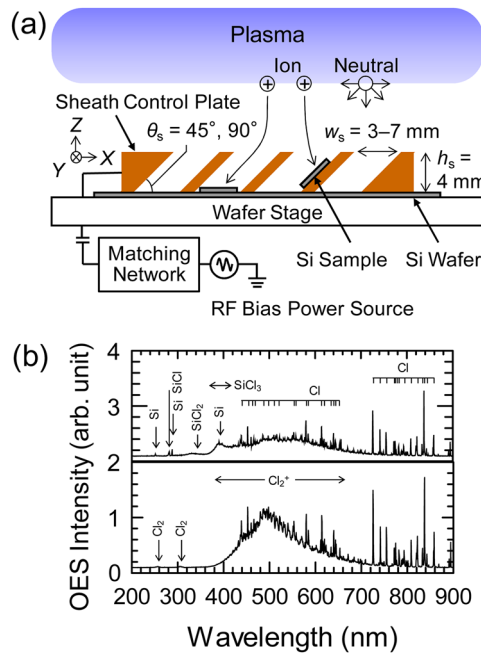 (a)
Plasma
Ion
Neutral
Sheath Control Plate
Z
Y X
θs = 45°, 90°
ws = 3–7 mm
hs =
4 mm
Wafer Stage
Matching
Network
Si Sample
Si Wafer
RF Bias Power Source
(b)
OES Intensity (arb. unit)
4
Si
Si SiCl
SiCl2
SiCl3
Si
Cl
Cl
2
0
Cl2
Cl2
Cl2+
2
1
0
200 300 400 500 600 700 800 900
Wavelength (nm)